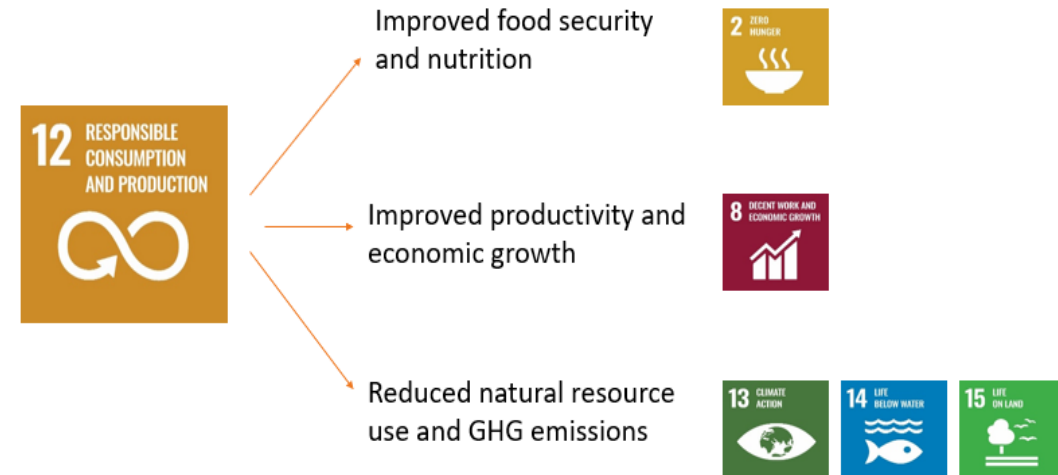 Improved food security
and nutrition
2 ZERO
HUNGER
12 RESPONSIBLE
CONSUMPTION
AND PRODUCTION
Improved productivity and
economic growth
8 DECENT WORK AND
ECONOMIC GROWTH
Reduced natural resource
use and GHG emissions
13 CLIMATE
ACTION
14 LIFE
BELOW WATER
15 LIFE
ON LAND